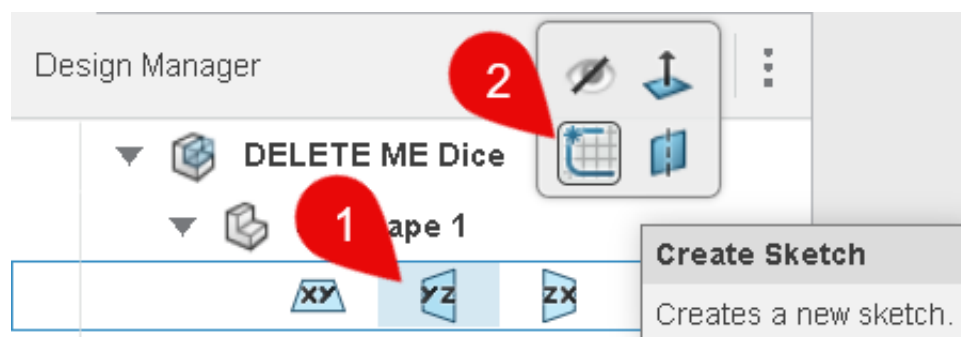 Design Manager
2
DELETE ME Dice
1
ape 1
XY YZ ZX
Create Sketch
Creates a new sketch.